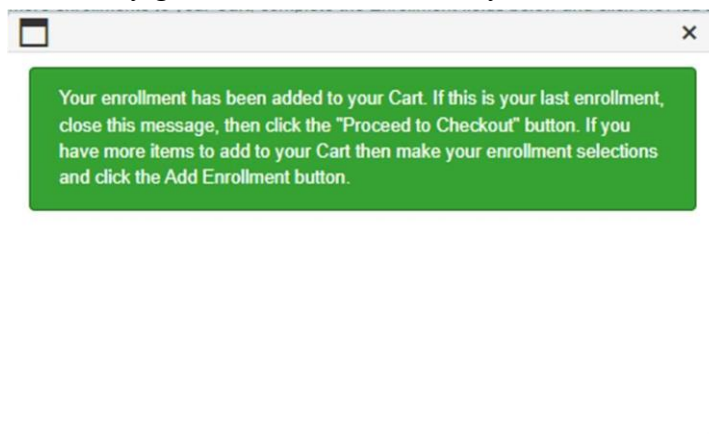 Your enrollment has been added to your Cart. If this is your last enrollment,
close this message, then click the "Proceed to Checkout" button. If you
have more items to add to your Cart then make your enrollment selections
and click the Add Enrollment button.